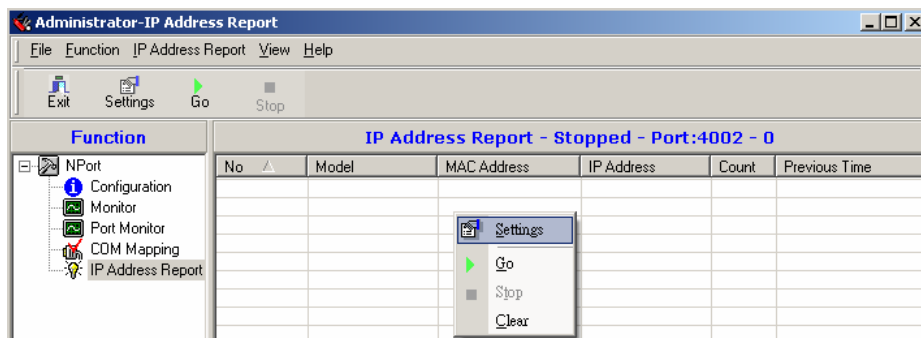 Administrator-IP Address Report
File Function IP Address Report View Help
Exit Settings Go Stop
Function
IP Address Report - Stopped - Port:4002 - 0
NPort
Configuration
Monitor
Port Monitor
COM Mapping
IP Address Report
No Model MAC Address IP Address Count Previous Time
Settings
Go
Stop
Clear